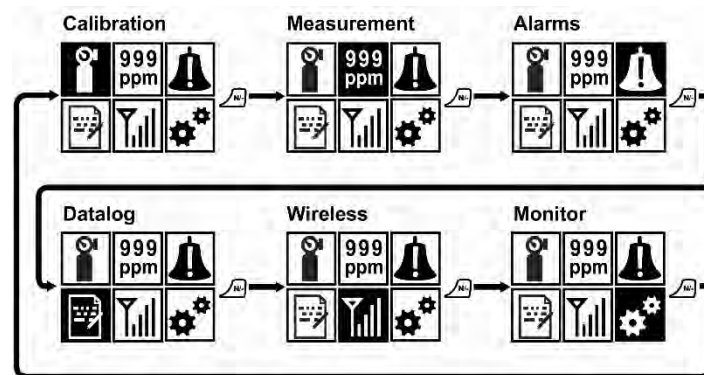 Calibration
999
ppm
N/-
Measurement
999
ppm
N/-
Alarms
999
ppm
N/-
Datalog
999
ppm
N/-
Wireless
999
ppm
N/-
Monitor
999
ppm
N/-